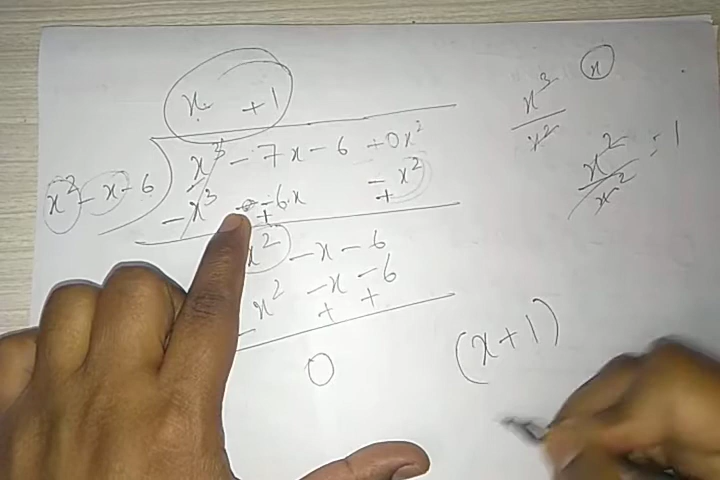 x + 1
x² - x - 6 ) x³ - 7x - 6 + 0x²
- x³ - 6x - x²
+ +
x² - x - 6
x² - x - 6
- + +
0
x³/x² x
x²/x² = 1
(x + 1)